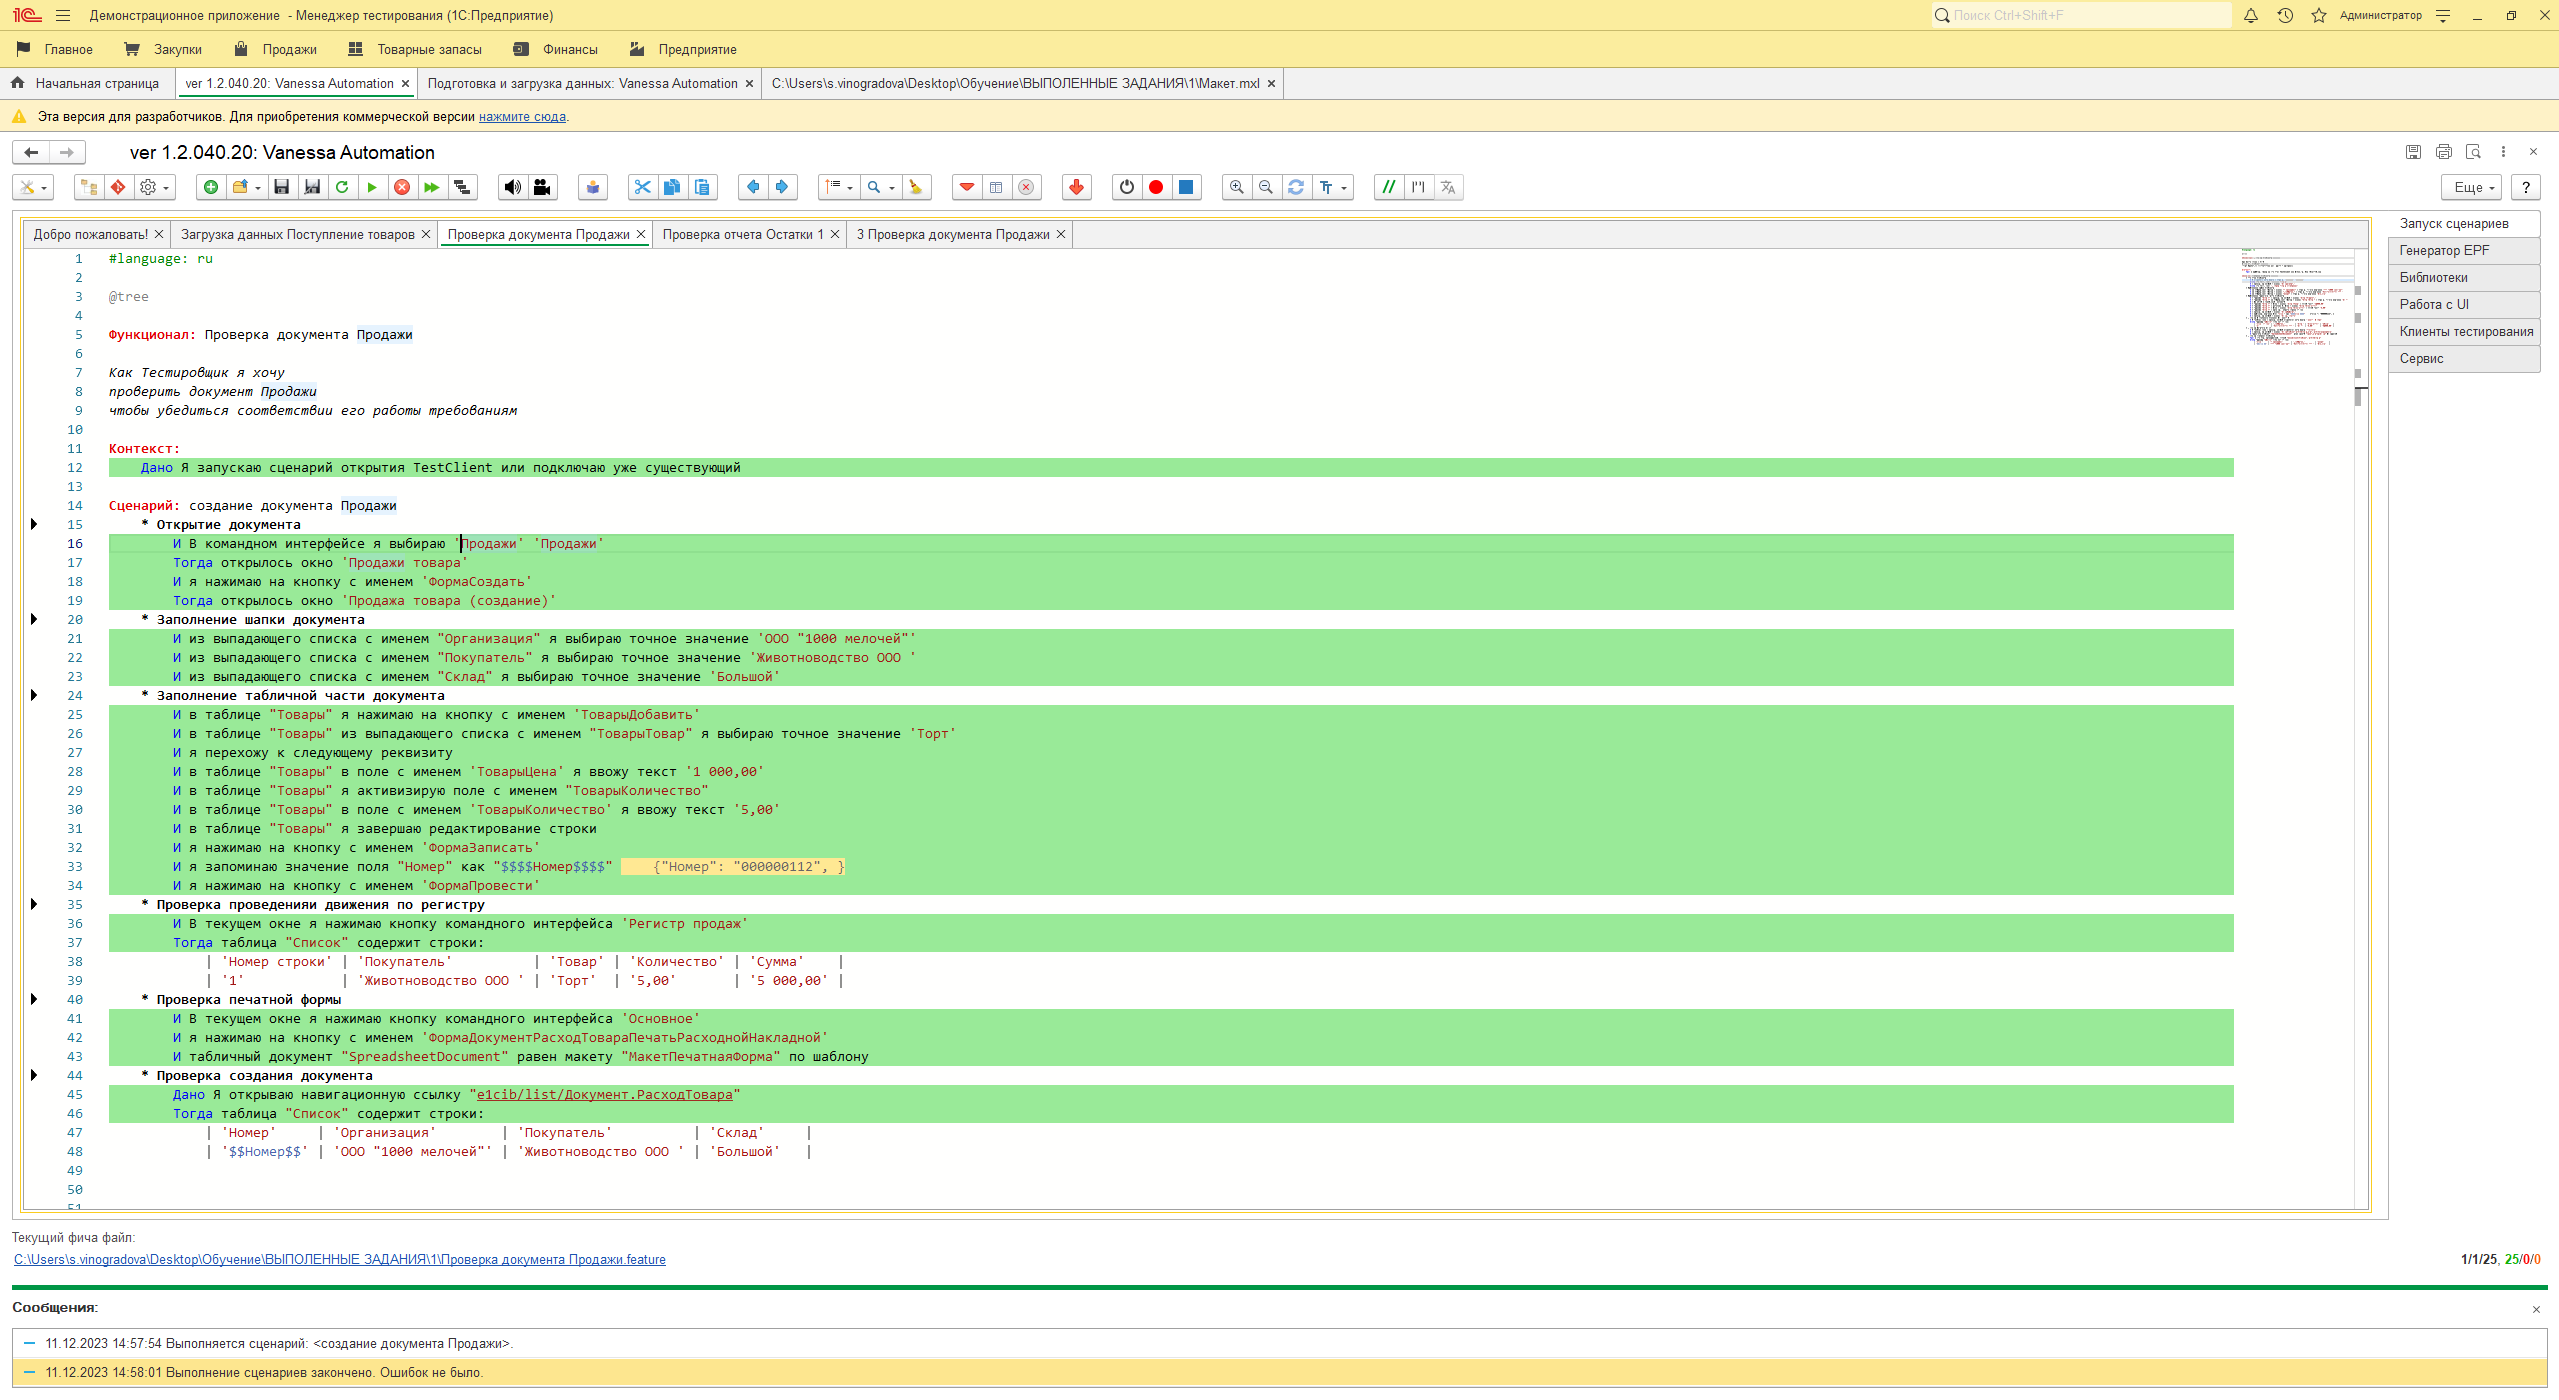 Демонстрационное приложение - Менеджер тестирования (1С:Предприятие)
Поиск Ctrl+Shift+F
Администратор
Главное Закупки Продажи Товарные запасы Финансы Предприятие
Начальная страница ver 1.2.040.20: Vanessa Automation Подготовка и загрузка данных: Vanessa Automation C:\Users\s.vinogradova\Desktop\Обучение\ВЫПОЛЕННЫЕ ЗАДАНИЯ\1\Макет.mxl
Эта версия для разработчиков. Для приобретения коммерческой версии нажмите сюда.
ver 1.2.040.20: Vanessa Automation
Еще ?
Добро пожаловать! Загрузка данных Поступление товаров Проверка документа Продажи Проверка отчета Остатки 1 3 Проверка документа Продажи
Запуск сценариев
Генератор EPF
Библиотеки
Работа с UI
Клиенты тестирования
Сервис
1 #language: ru
2
3 @tree
4
5 Функционал: Проверка документа Продажи
6
7 Как Тестировщик я хочу
8 проверить документ Продажи
9 чтобы убедиться соответствии его работы требованиям
10
11 Контекст:
12 Дано Я запускаю сценарий открытия TestClient или подключаю уже существующий
13
14 Сценарий: создание документа Продажи
15 * Открытие документа
16 И В командном интерфейсе я выбираю 'Продажи' 'Продажи'
17 Тогда открылось окно 'Продажи товара'
18 И я нажимаю на кнопку с именем 'ФормаСоздать'
19 Тогда открылось окно 'Продажа товара (создание)'
20 * Заполнение шапки документа
21 И из выпадающего списка с именем "Организация" я выбираю точное значение 'ООО "1000 мелочей"'
22 И из выпадающего списка с именем "Покупатель" я выбираю точное значение 'Животноводство ООО '
23 И из выпадающего списка с именем "Склад" я выбираю точное значение 'Большой'
24 * Заполнение табличной части документа
25 И в таблице "Товары" я нажимаю на кнопку с именем 'ТоварыДобавить'
26 И в таблице "Товары" из выпадающего списка с именем "ТоварыТовар" я выбираю точное значение 'Торт'
27 И я перехожу к следующему реквизиту
28 И в таблице "Товары" в поле с именем 'ТоварыЦена' я ввожу текст '1 000,00'
29 И в таблице "Товары" я активизирую поле с именем "ТоварыКоличество"
30 И в таблице "Товары" в поле с именем 'ТоварыКоличество' я ввожу текст '5,00'
31 И в таблице "Товары" я завершаю редактирование строки
32 И я нажимаю на кнопку с именем 'ФормаЗаписать'
33 И я запоминаю значение поля "Номер" как "$$$$Номер$$$$" {"Номер": "000000112", }
34 И я нажимаю на кнопку с именем 'ФормаПровести'
35 * Проверка проведенияи движения по регистру
36 И В текущем окне я нажимаю кнопку командного интерфейса 'Регистр продаж'
37 Тогда таблица "Список" содержит строки:
38 | 'Номер строки' | 'Покупатель' | 'Товар' | 'Количество' | 'Сумма' |
39 | '1' | 'Животноводство ООО ' | 'Торт' | '5,00' | '5 000,00' |
40 * Проверка печатной формы
41 И В текущем окне я нажимаю кнопку командного интерфейса 'Основное'
42 И я нажимаю на кнопку с именем 'ФормаДокументРасходТовараПечатьРасходнойНакладной'
43 И табличный документ "SpreadsheetDocument" равен макету "МакетПечатнаяФорма" по шаблону
44 * Проверка создания документа
45 Дано Я открываю навигационную ссылку "e1cib/list/Документ.РасходТовара"
46 Тогда таблица "Список" содержит строки:
47 | 'Номер' | 'Организация' | 'Покупатель' | 'Склад' |
48 | '$$Номер$$' | 'ООО "1000 мелочей"' | 'Животноводство ООО ' | 'Большой' |
49
50
51
Текущий фича файл:
C:\Users\s.vinogradova\Desktop\Обучение\ВЫПОЛЕННЫЕ ЗАДАНИЯ\1\Проверка документа Продажи.feature
1/1/25, 25/0/0
Сообщения:
11.12.2023 14:57:54 Выполняется сценарий: <создание документа Продажи>.
11.12.2023 14:58:01 Выполнение сценариев закончено. Ошибок не было.